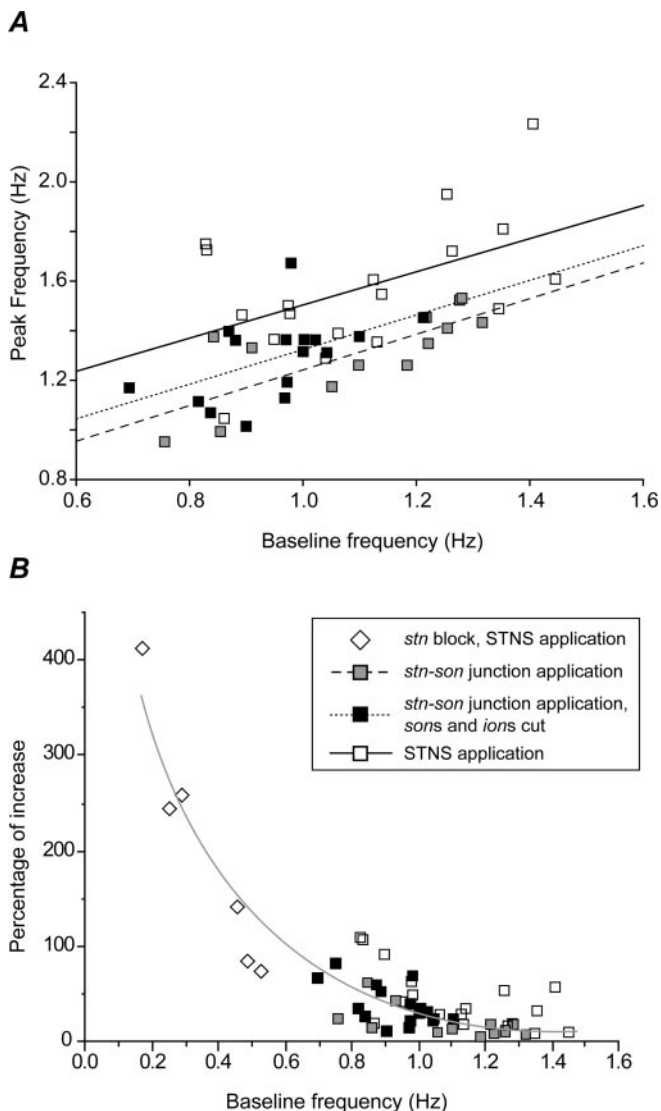 A
2.4
2.0
1.6
1.2
0.8
Peak Frequency (Hz)
0.6 0.8 1.0 1.2 1.4 1.6
Baseline frequency (Hz)
B
400
300
200
100
0
Percentage of increase
stn block, STNS application
stn-son junction application
stn-son junction application,
sons and ions cut
STNS application
0.0 0.2 0.4 0.6 0.8 1.0 1.2 1.4 1.6
Baseline frequency (Hz)